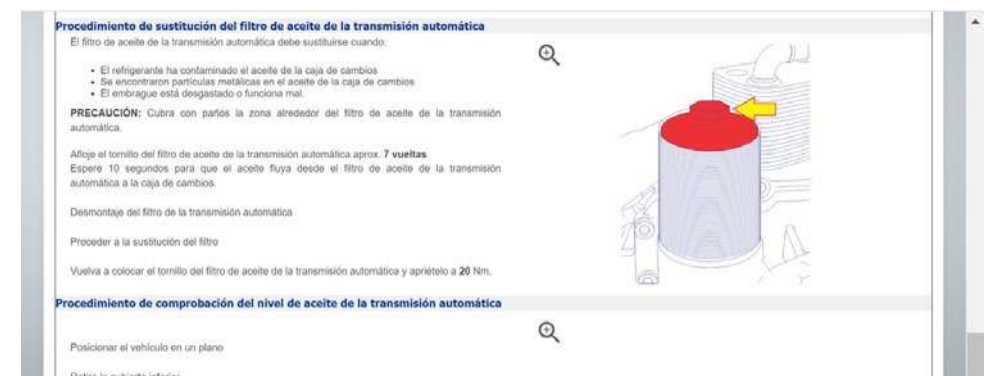 Procedimiento de sustitución del filtro de aceite de la transmisión automática
El filtro de aceite de la transmisión automática debe sustituirse cuando:
• El refrigerante ha contaminado el aceite de la caja de cambios
• Se encontraron partículas metálicas en el aceite de la caja de cambios
• El embrague está desgastado o funciona mal.
PRECAUCIÓN: Cubra con paños la zona alrededor del filtro de aceite de la transmisión
automática.
Afloje el tornillo del filtro de aceite de la transmisión automática aprox. 7 vueltas
Espere 10 segundos para que el aceite fluya desde el filtro de aceite de la transmisión
automática a la caja de cambios.
Desmontaje del filtro de la transmisión automática
Proceder a la sustitución del filtro
Vuelva a colocar el tornillo del filtro de aceite de la transmisión automática y apriételo a 20 Nm.
Procedimiento de comprobación del nivel de aceite de la transmisión automática
Posicionar el vehículo en un plano